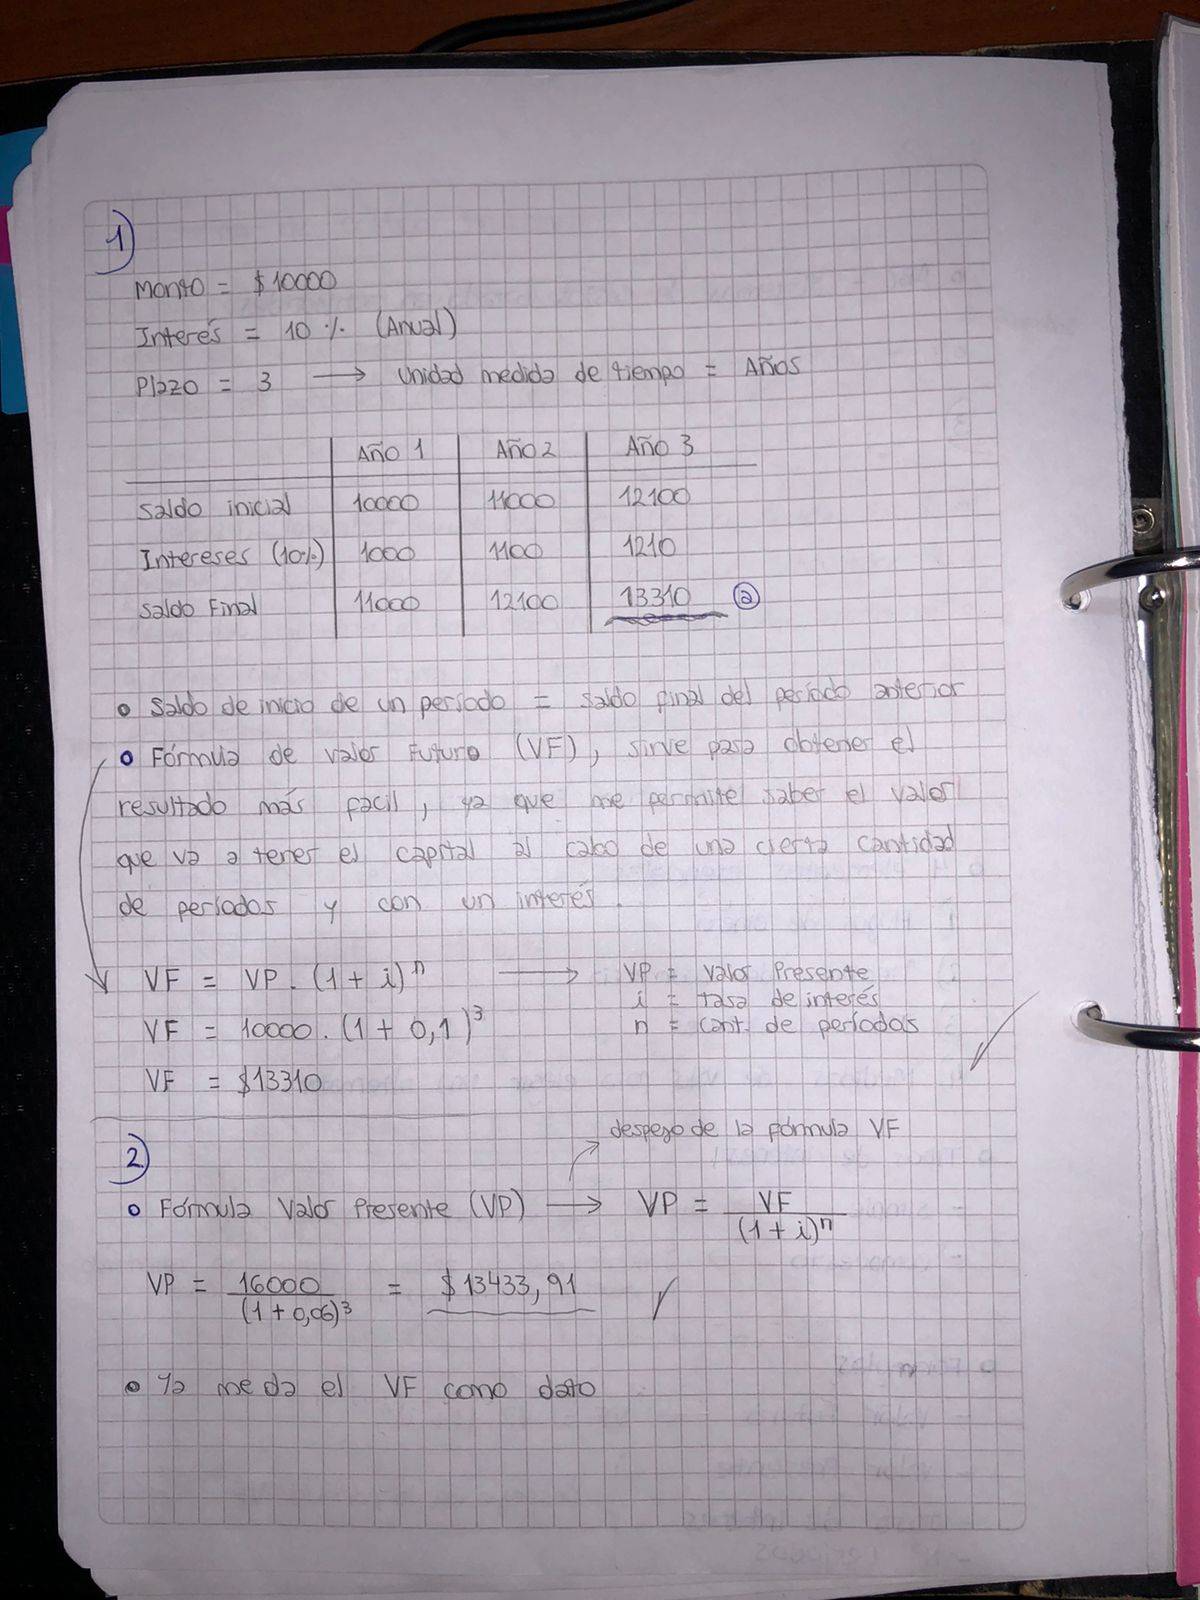 1)
Monto = $10000
Interés = 10 % (Anual)
Plazo = 3 → Unidad medida de tiempo = Años
Año 1 Año 2 Año 3
Saldo inicial 10000 11000 12100
Intereses (10%) 1000 1100 1210
Saldo Final 11000 12100 13310 a
• Saldo de inicio de un período = Saldo final del período anterior
• Fórmula de valor Futuro (VF), sirve para obtener el
resultado más fácil, ya que me permite saber el valor
que va a tener el capital al cabo de una cierta cantidad
de períodos y con un interés.
VF = VP . (1 + i)^n → VP = Valor Presente
i = tasa de interés
VF = 10000 . (1 + 0,1)^3 n = cant. de períodos
VF = $13310
despejo de la fórmula VF
2)
• Fórmula Valor Presente (VP) → VP = VF / (1 + i)^n
VP = 16000 / (1 + 0,06)^3 = $13433,91
• Ya me da el VF como dato